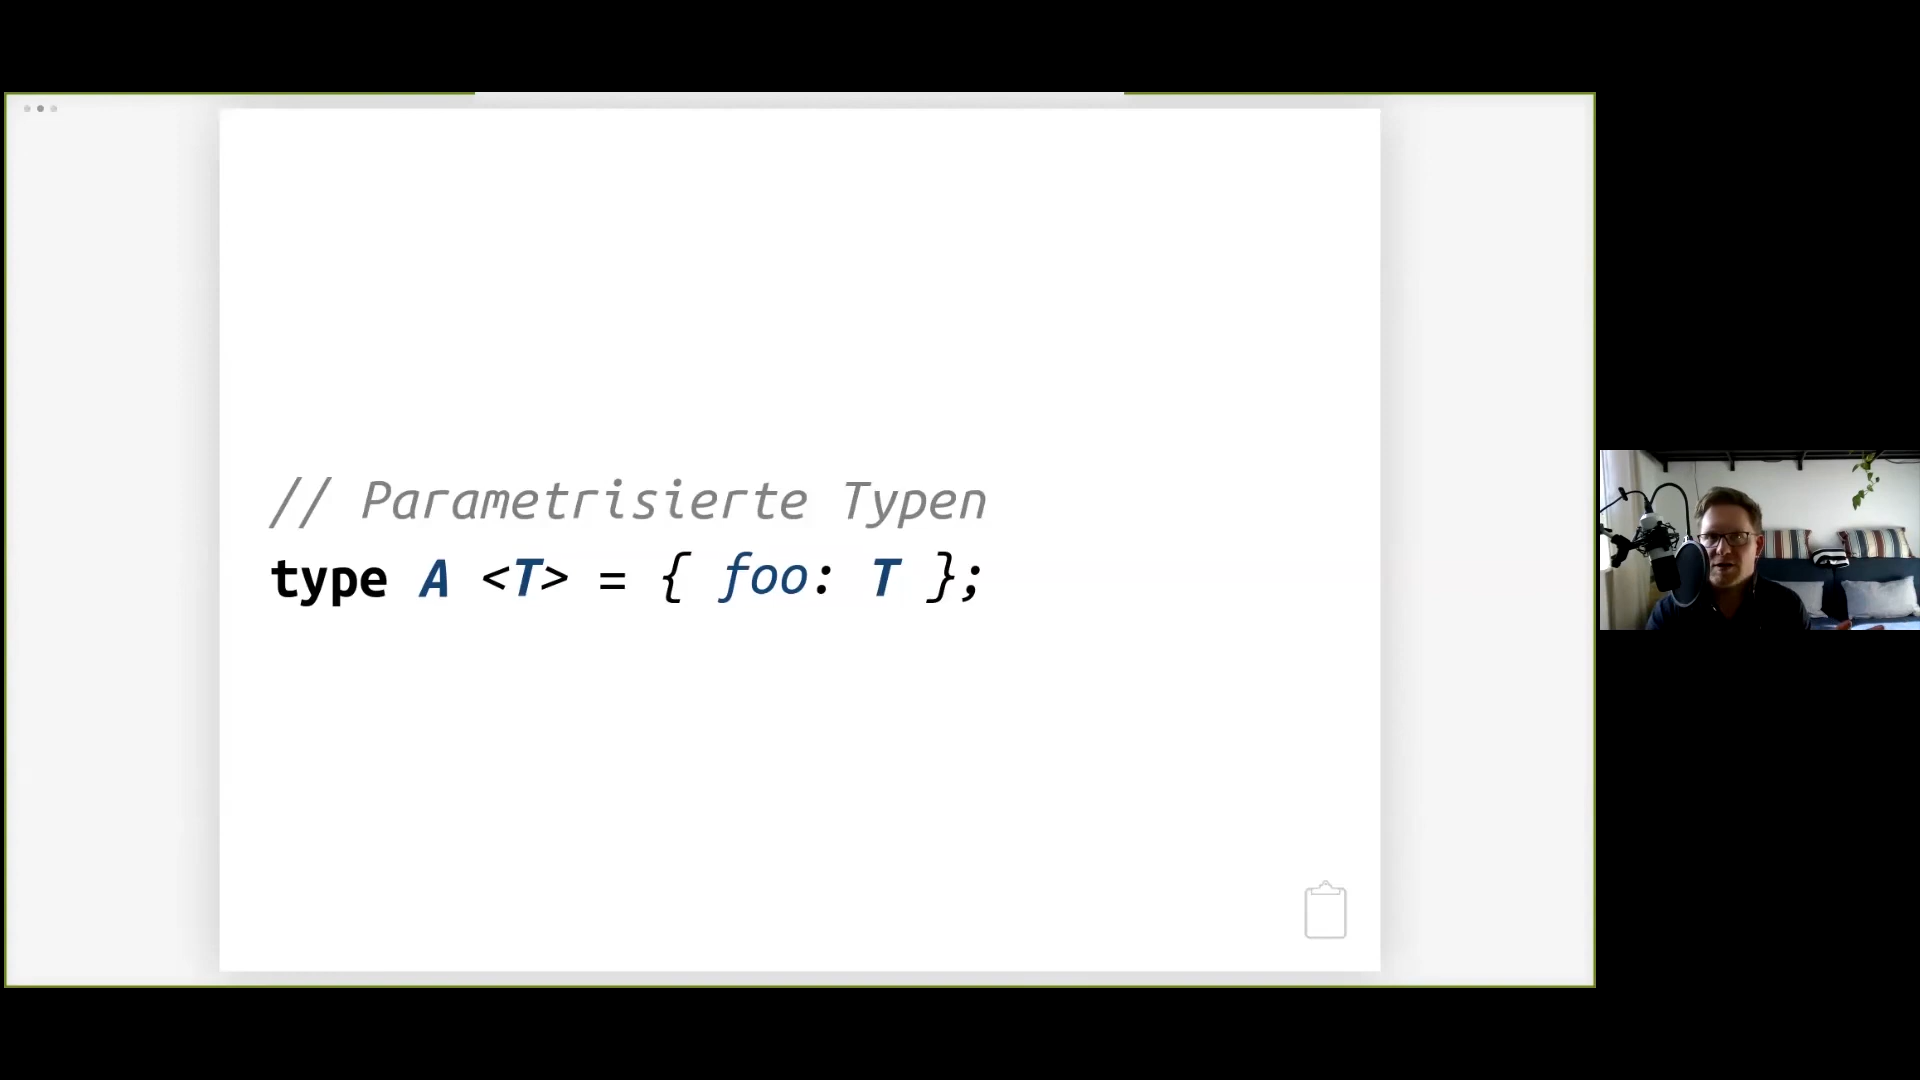 // Parametrisierte Typen
type A <T> = { foo: T };